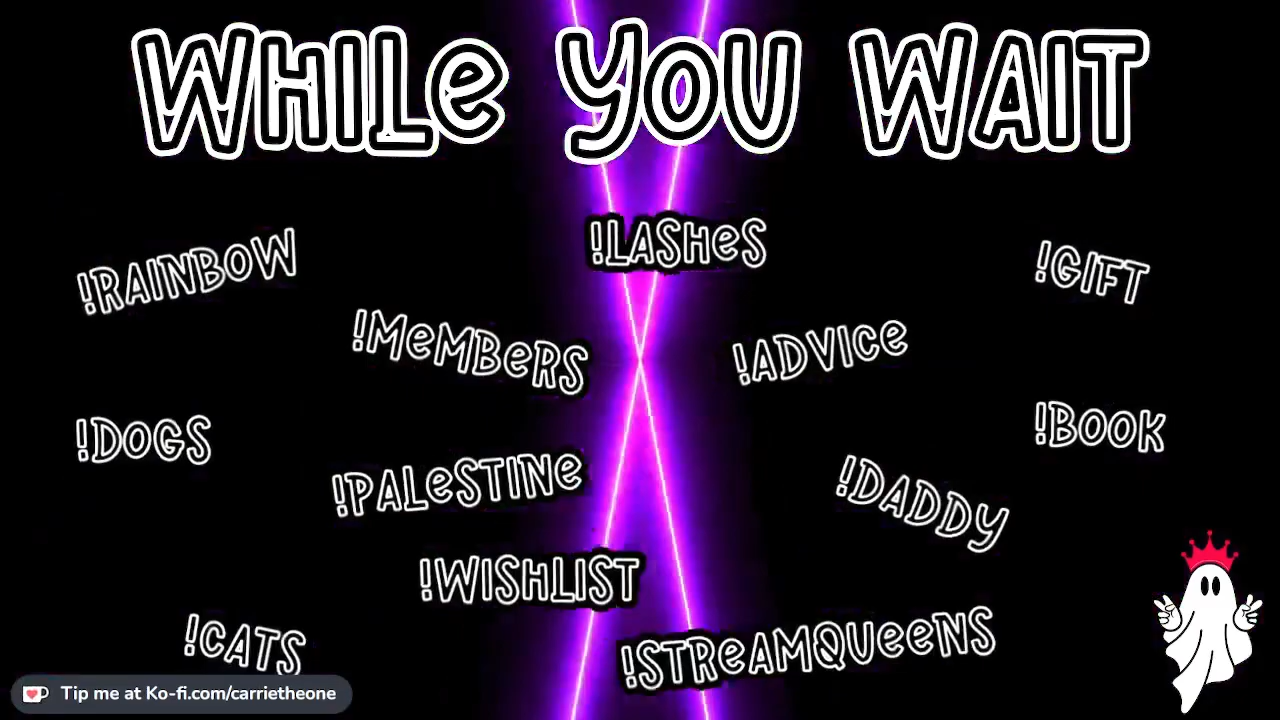 WHILE YOU WAIT
!RAINBOW
!LASHES
!GIFT
!MEMBERS
!ADVICE
!DOGS
!BOOK
!PALESTINE
!DADDY
!WISHLIST
!CATS
!STREAMQUEENS
Tip me at Ko-fi.com/carrietheone